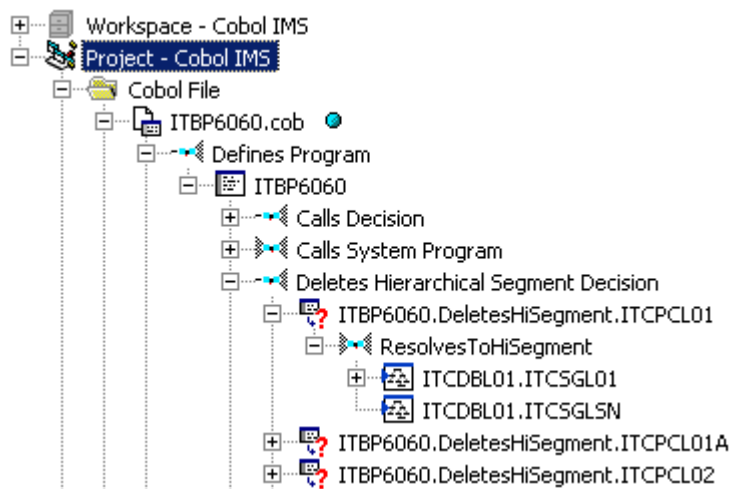 Workspace - Cobol IMS
Project - Cobol IMS
Cobol File
ITBP6060.cob
Defines Program
ITBP6060
Calls Decision
Calls System Program
Deletes Hierarchical Segment Decision
ITBP6060.DeletesHiSegment.ITCPCL01
ResolvesToHiSegment
ITCDBL01.ITCSGL01
ITCDBL01.ITCSGLSN
ITBP6060.DeletesHiSegment.ITCPCL01A
ITBP6060.DeletesHiSegment.ITCPCL02